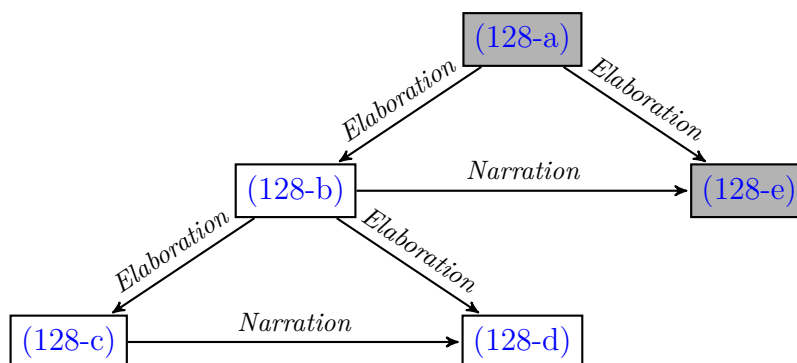 (128-a)
Elaboration
Elaboration
(128-b)
Narration
(128-e)
Elaboration
Elaboration
(128-c)
Narration
(128-d)